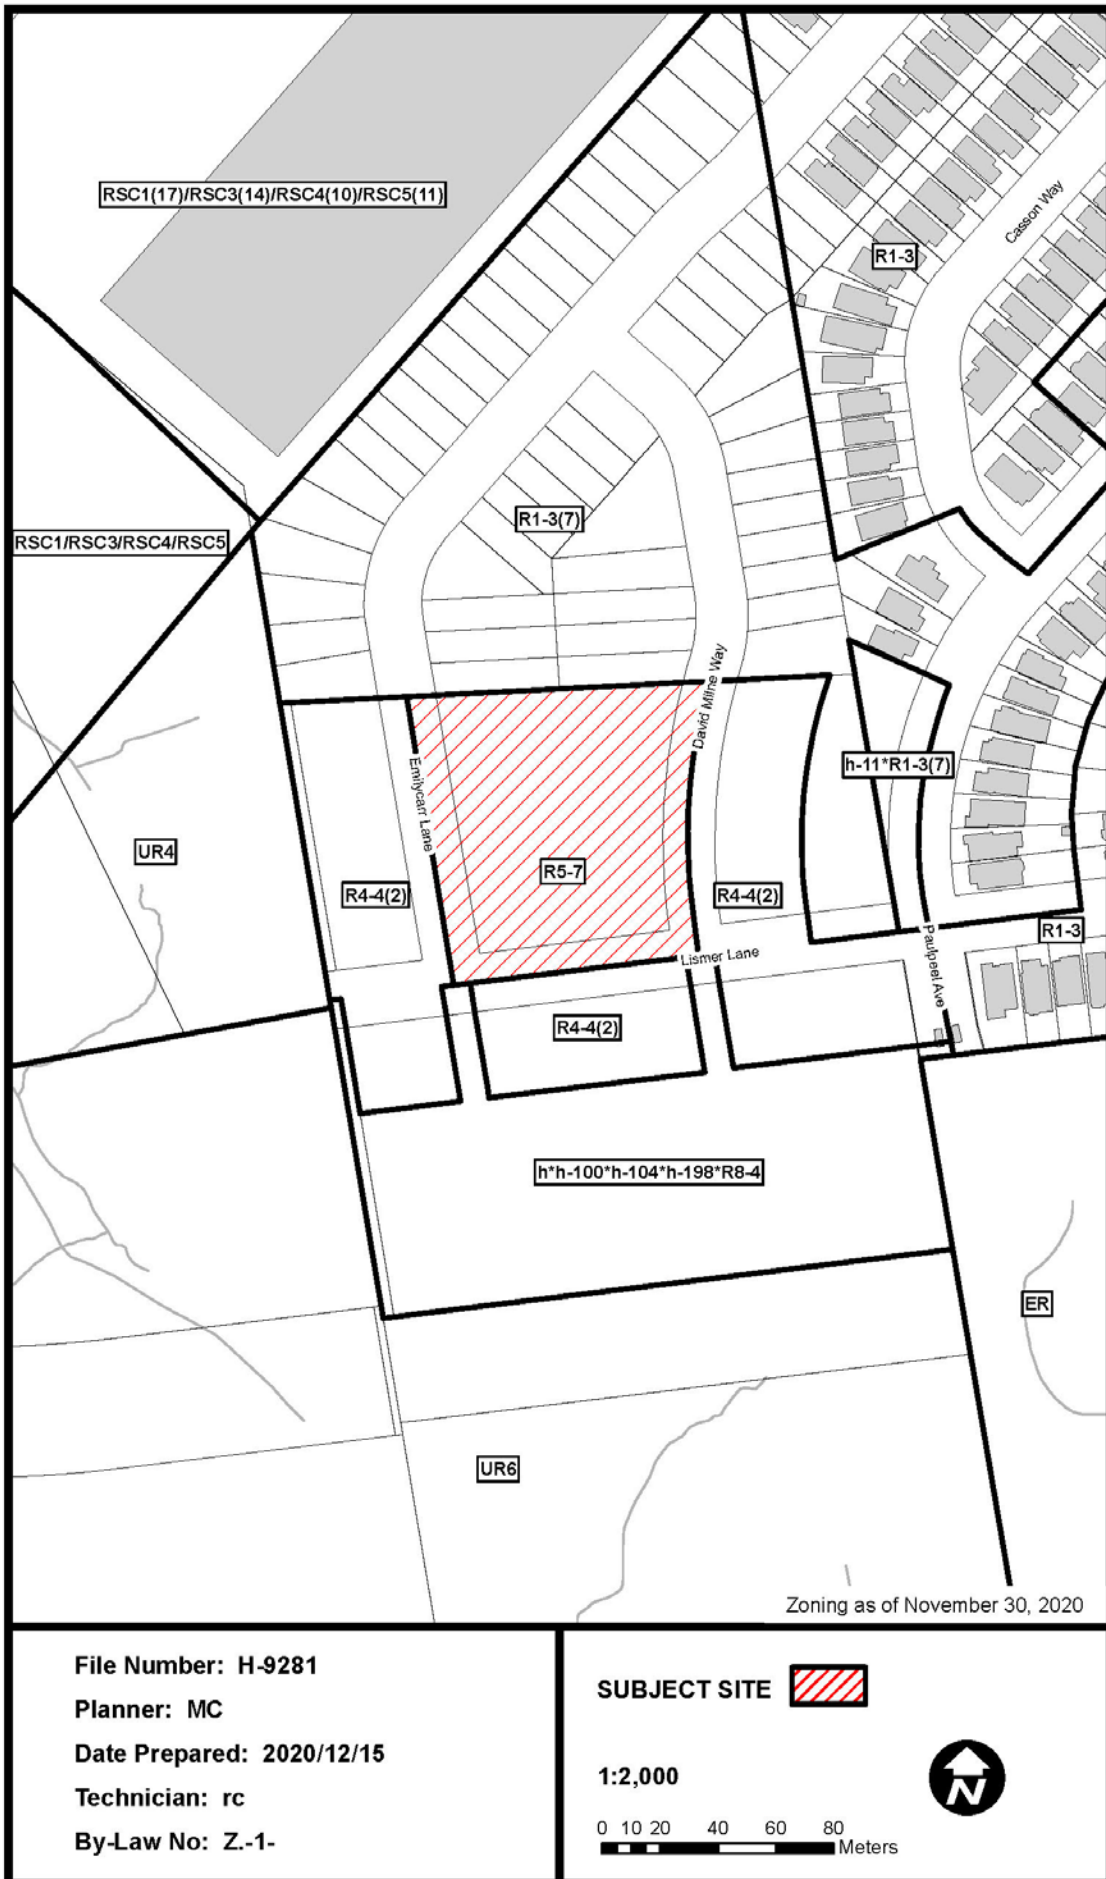 RSC1(17)/RSC3(14)/RSC4(10)/RSC5(11)
Casson Way
R1-3
R1-3(7)
RSC1/RSC3/RSC4/RSC5
David Milne Way
h-11*R1-3(7)
Emilycarr Lane
UR4
R5-7
R4-4(2)
R4-4(2)
R1-3
Lismer Lane
Paulpeel Ave
R4-4(2)
h*h-100*h-104*h-198*R8-4
ER
UR6
Zoning as of November 30, 2020
File Number: H-9281
Planner: MC
Date Prepared: 2020/12/15
Technician: rc
By-Law No: Z.-1-
SUBJECT SITE
1:2,000
N
0 10 20 40 60 80
Meters